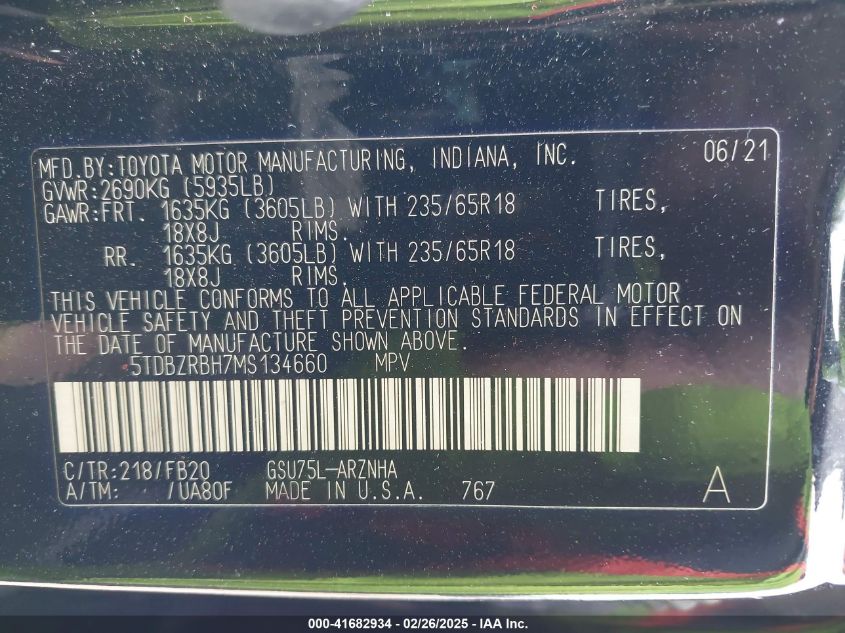 MFD.BY:TOYOTA MOTOR MANUFACTURING, INDIANA, INC. 06/21
GVWR:2690KG (5935LB)
GAWR:FRT. 1635KG (3605LB) WITH 235/65R18 TIRES,
18X8J RIMS.
RR. 1635KG (3605LB) WITH 235/65R18 TIRES,
18X8J RIMS.
THIS VEHICLE CONFORMS TO ALL APPLICABLE FEDERAL MOTOR
VEHICLE SAFETY AND THEFT PREVENTION STANDARDS IN EFFECT ON
THE DATE OF MANUFACTURE SHOWN ABOVE.
5TDBZRBH7MS134660 MPV
C/TR:218/FB20 GSU75L-ARZNHA
A/TM: /UA80F MADE IN U.S.A. 767 A
000-41682934 - 02/26/2025 - IAA Inc.